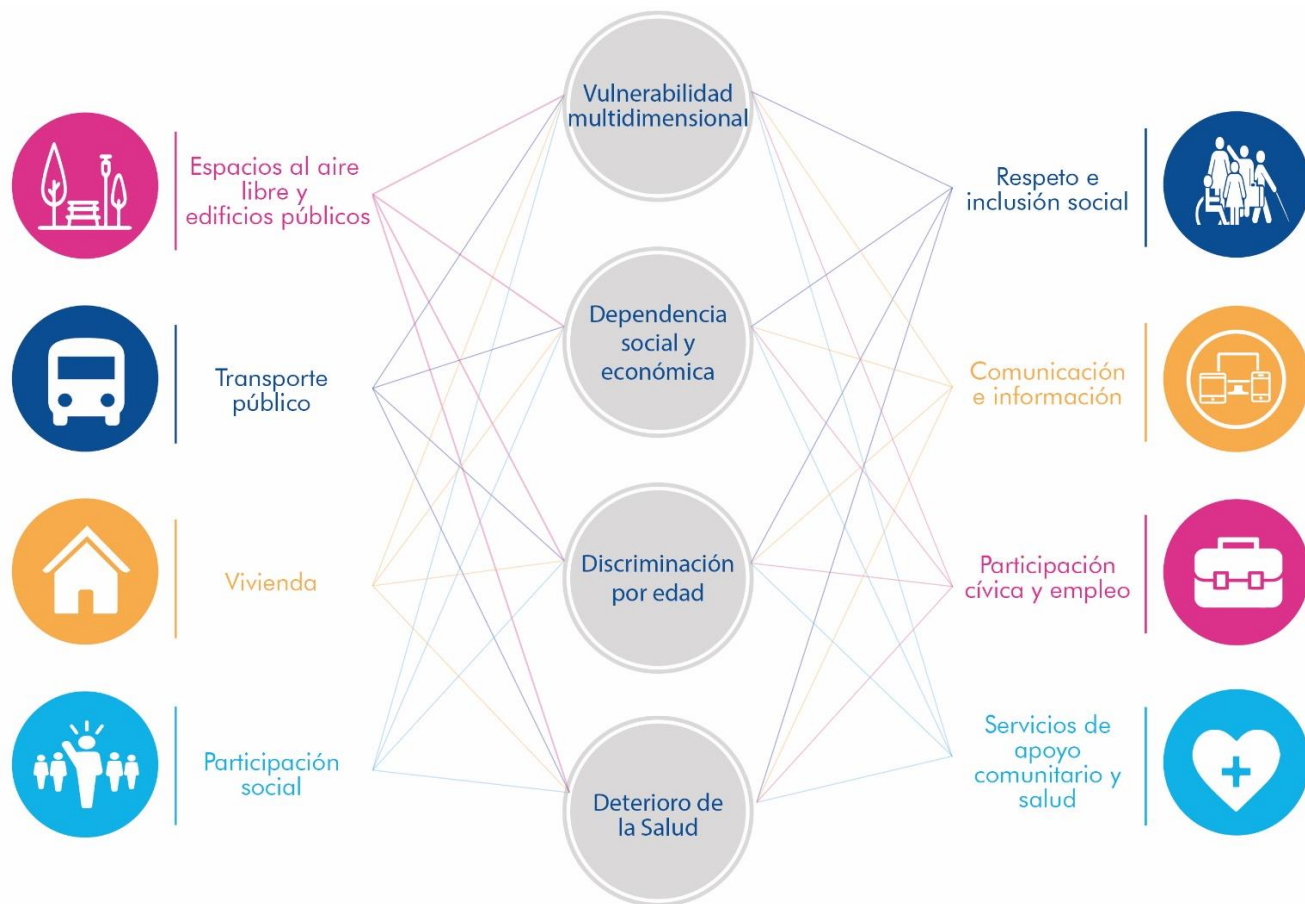 Vulnerabilidad
multidimensional
Espacios al aire
libre y
edificios públicos
Respeto e
inclusión social
Dependencia
social y
económica
Transporte
público
Comunicación
e información
Discriminación
por edad
Vivienda
Participación
cívica y empleo
Participación
social
Servicios de
apoyo
comunitario y
salud
Deterioro de
la Salud